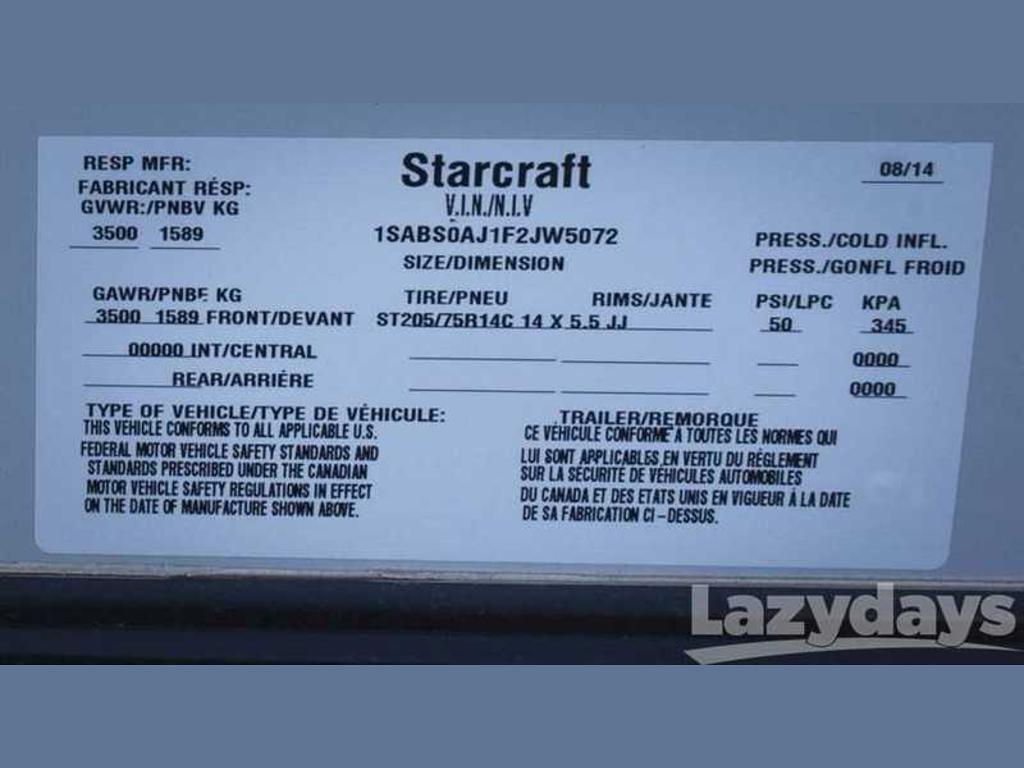 RESP MFR: Starcraft 08/14
FABRICANT RÉSP:
GVWR:/PNBV KG V.I.N./N.I.V
3500 1589 1SABS0AJ1F2JW5072 PRESS./COLD INFL.
SIZE/DIMENSION PRESS./GONFL FROID
GAWR/PNBE KG TIRE/PNEU RIMS/JANTE PSI/LPC KPA
3500 1589 FRONT/DEVANT ST205/75R14C 14 X 5.5 JJ 50 345
00000 INT/CENTRAL 0000
REAR/ARRIÈRE 0000
TYPE OF VEHICLE/TYPE DE VÉHICULE: TRAILER/REMORQUE
THIS VEHICLE CONFORMS TO ALL APPLICABLE U.S.
FEDERAL MOTOR VEHICLE SAFETY STANDARDS AND
STANDARDS PRESCRIBED UNDER THE CANADIAN
MOTOR VEHICLE SAFETY REGULATIONS IN EFFECT
ON THE DATE OF MANUFACTURE SHOWN ABOVE.
CE VÉHICULE CONFORME À TOUTES LES NORMES QUI
LUI SONT APPLICABLES,EN VERTU DU RÈGLEMENT
SUR LA SÉCURITÉ DE VÉHICULES AUTOMOBILES
DU CANADA ET DES ETATS UNIS EN VIGUEUR À LA DATE
DE SA FABRICATION CI-DESSUS.
Lazydays